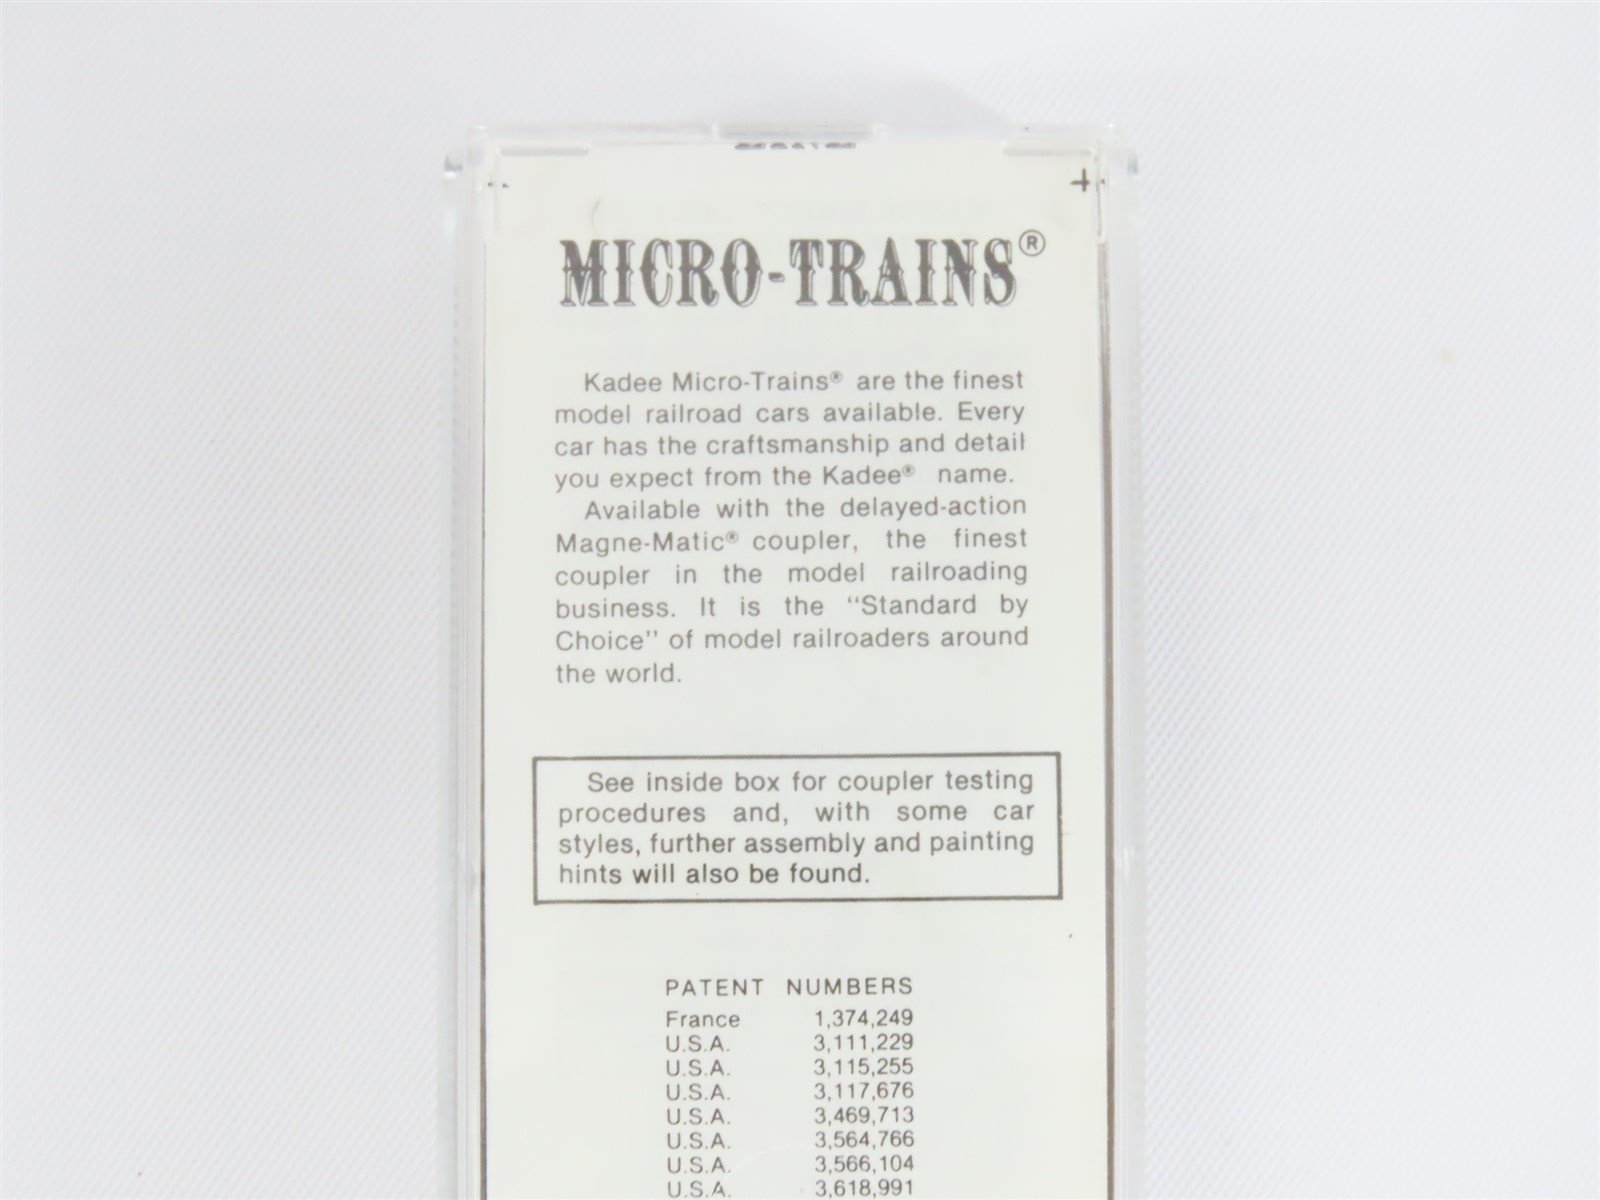 MICRO-TRAINS®
Kadee Micro-Trains® are the finest
model railroad cars available. Every
car has the craftsmanship and detail
you expect from the Kadee® name.
Available with the delayed-action
Magne-Matic® coupler, the finest
coupler in the model railroading
business. It is the "Standard by
Choice" of model railroaders around
the world.
See inside box for coupler testing
procedures and, with some car
styles, further assembly and painting
hints will also be found.
PATENT NUMBERS
France 1,374,249
U.S.A. 3,111,229
U.S.A. 3,115,255
U.S.A. 3,117,676
U.S.A. 3,469,713
U.S.A. 3,564,766
U.S.A. 3,566,104
U.S.A. 3,618,991